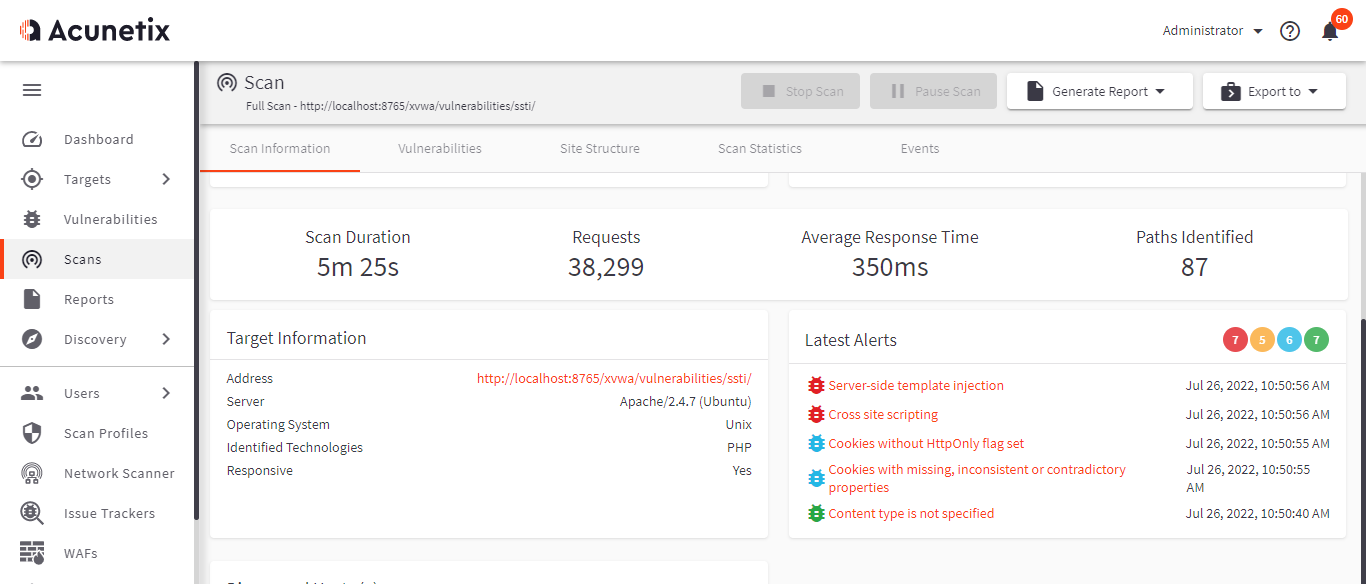 Acunetix
Administrator
60
Dashboard
Targets
Vulnerabilities
Scans
Reports
Discovery
Users
Scan Profiles
Network Scanner
Issue Trackers
WAFs
Scan
Full Scan - http://localhost:8765/xvwa/vulnerabilities/ssti/
Stop Scan
Pause Scan
Generate Report
Export to
Scan Information
Vulnerabilities
Site Structure
Scan Statistics
Events
Scan Duration
5m 25s
Requests
38,299
Average Response Time
350ms
Paths Identified
87
Target Information
Address http://localhost:8765/xvwa/vulnerabilities/ssti/
Server Apache/2.4.7 (Ubuntu)
Operating System Unix
Identified Technologies PHP
Responsive Yes
Latest Alerts
7 5 6 7
Server-side template injection Jul 26, 2022, 10:50:56 AM
Cross site scripting Jul 26, 2022, 10:50:56 AM
Cookies without HttpOnly flag set Jul 26, 2022, 10:50:55 AM
Cookies with missing, inconsistent or contradictory Jul 26, 2022, 10:50:55
properties AM
Content type is not specified Jul 26, 2022, 10:50:40 AM